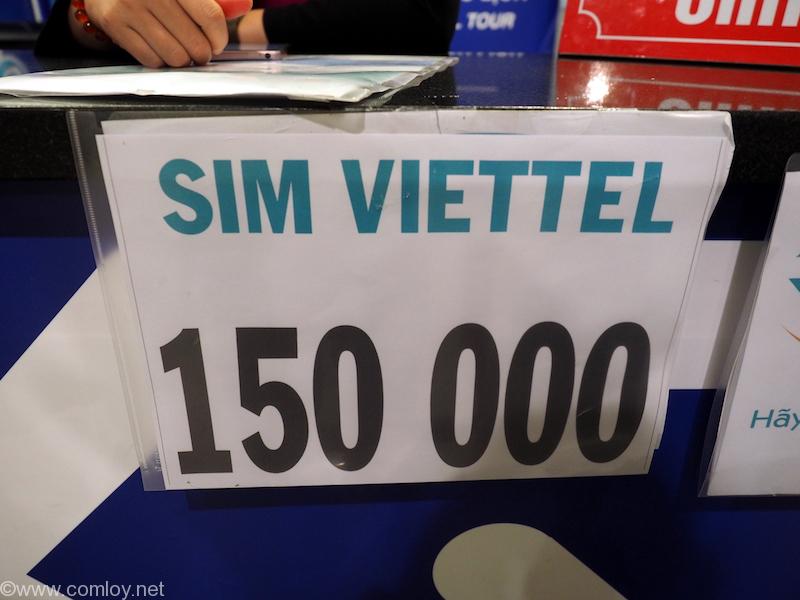 TOUR
SIM VIETTEL
150 000
Hãy
©www.comloy.net